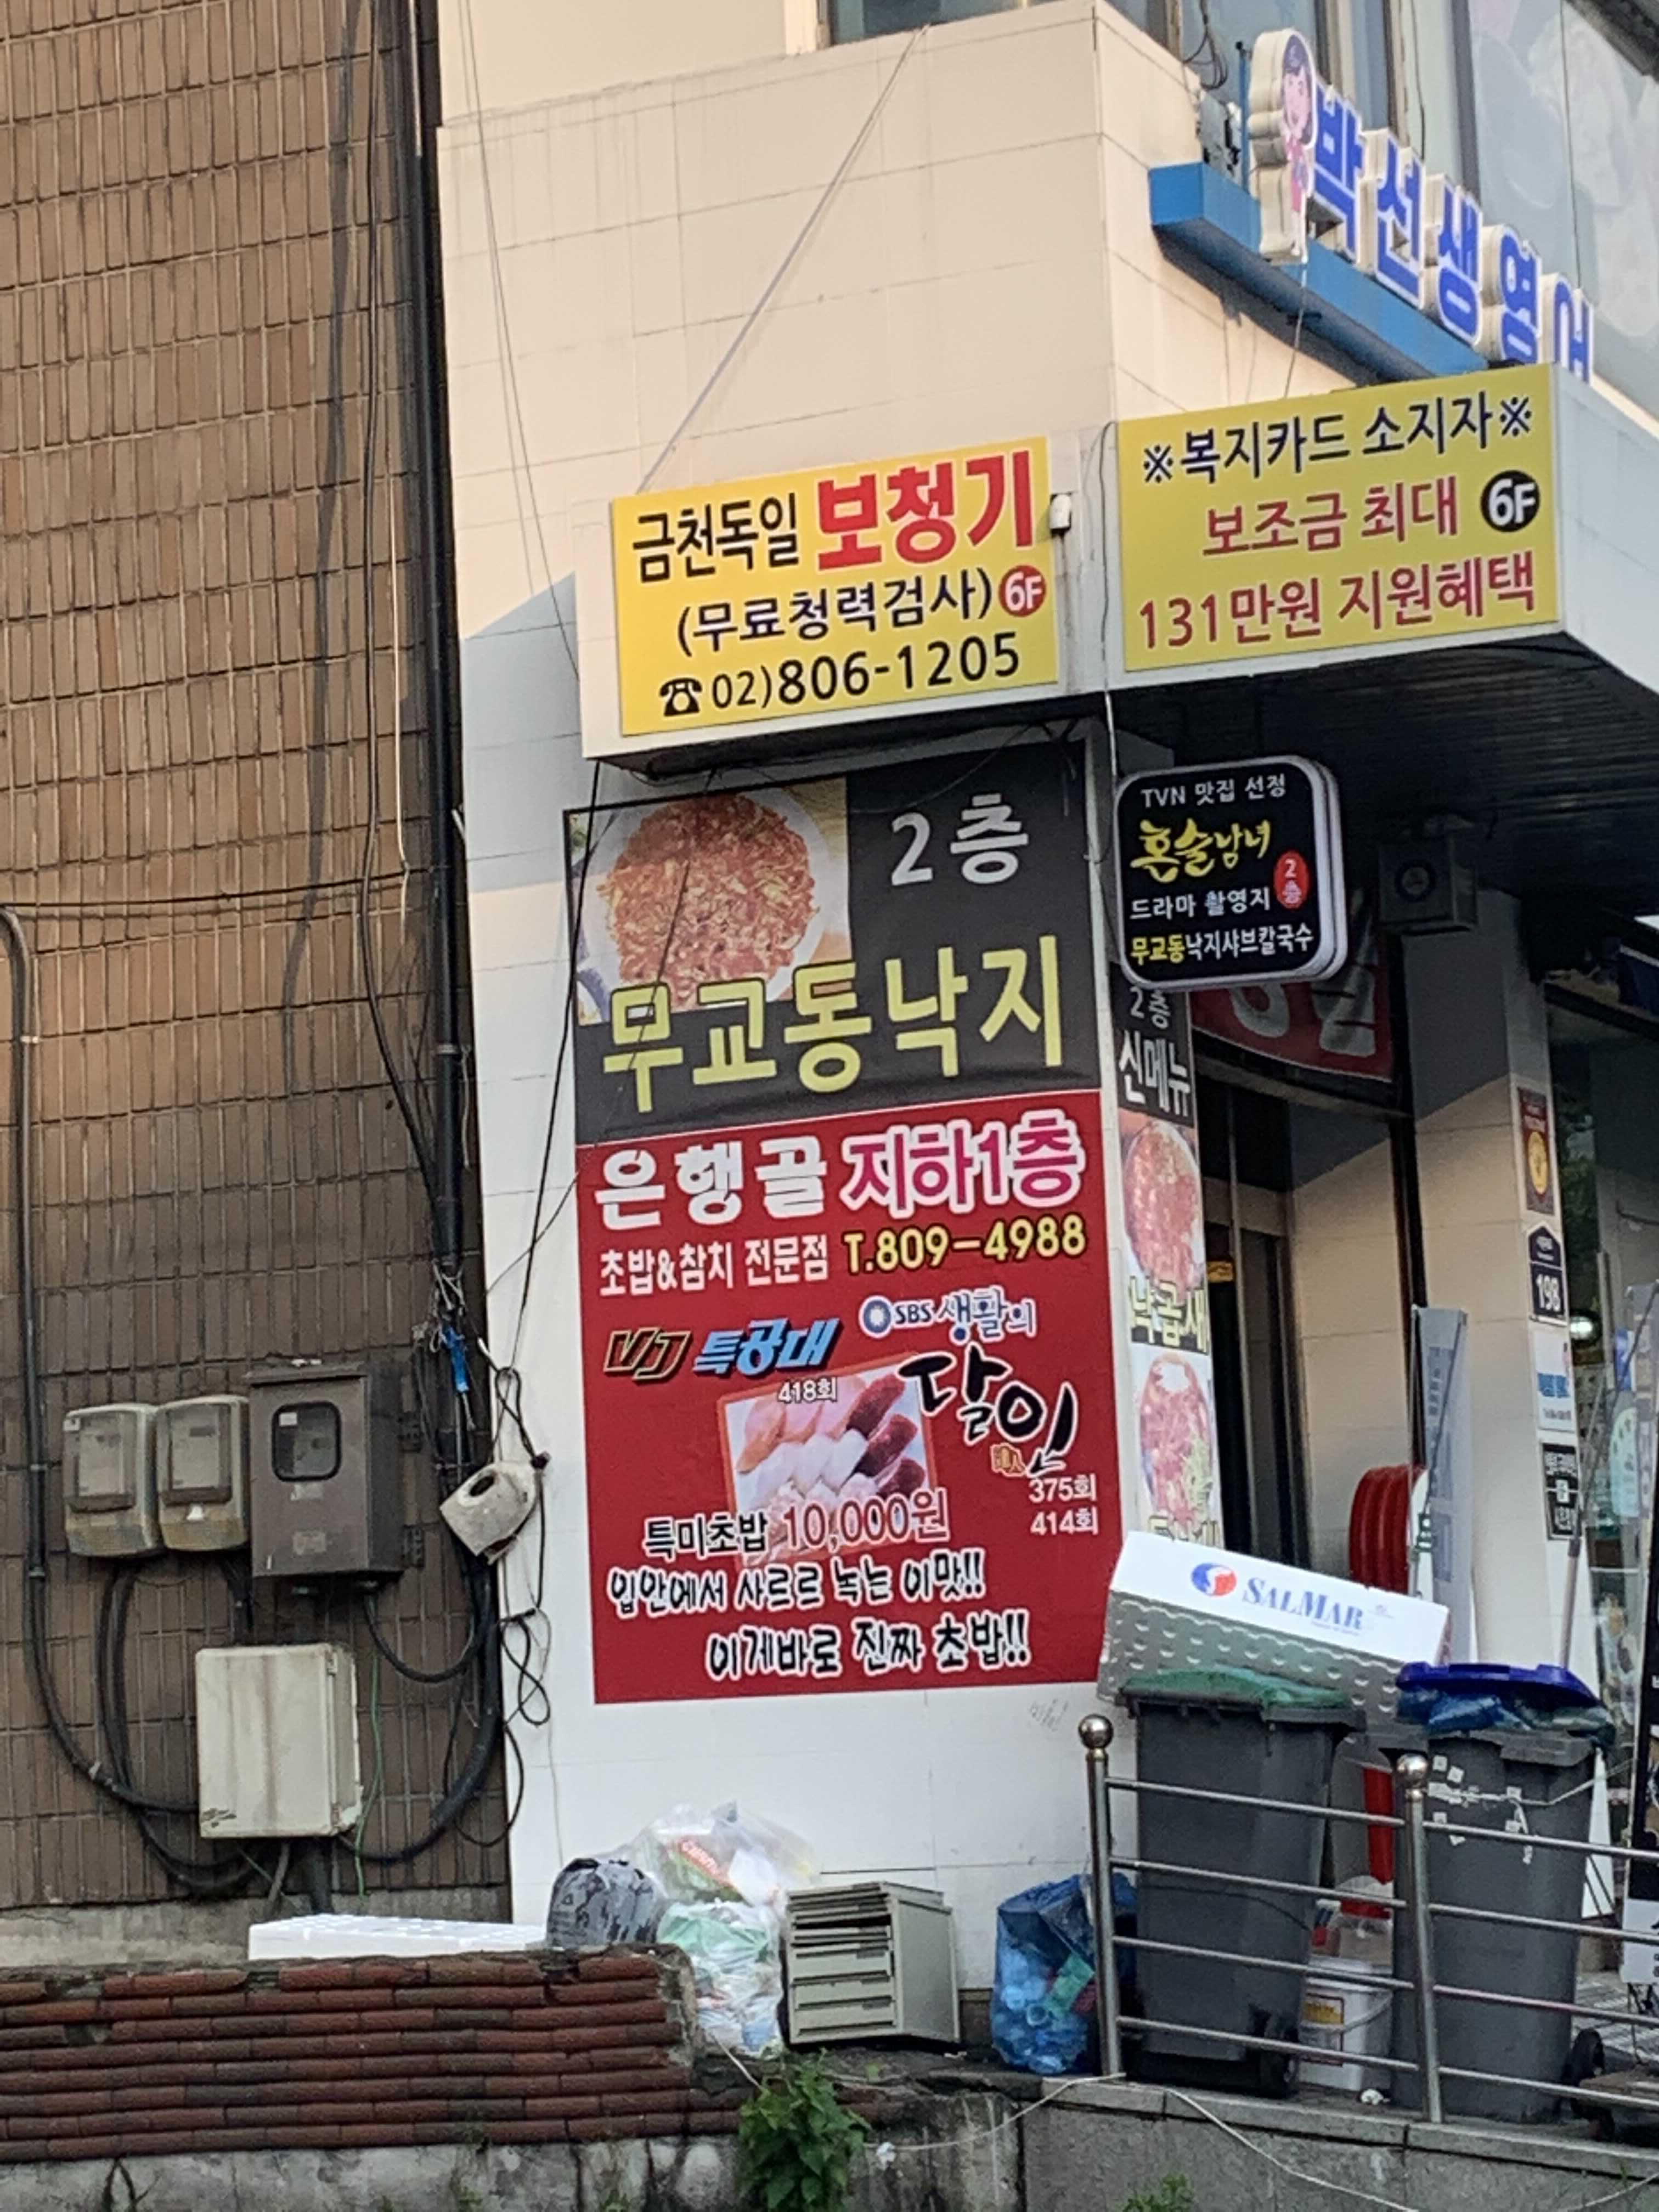 박선생영어
금천독일 보청기
(무료청력검사) 6F
☎ 02)806-1205
※복지카드 소지자※
보조금 최대 6F
131만원 지원혜택
TVN 맛집 선정
혼술남녀
2층
드라마 촬영지
무교동낙지샤브칼국수
2층
무교동낙지
2층
신메뉴
낙곱새
은행골 지하1층
초밥&참치 전문점 T.809-4988
VJ 특공대
418회
SBS 생활의
달인
375회
414회
특미초밥 10,000원
입안에서 사르르 녹는 이맛!!
이게바로 진짜 초밥!!
198
SALMAR